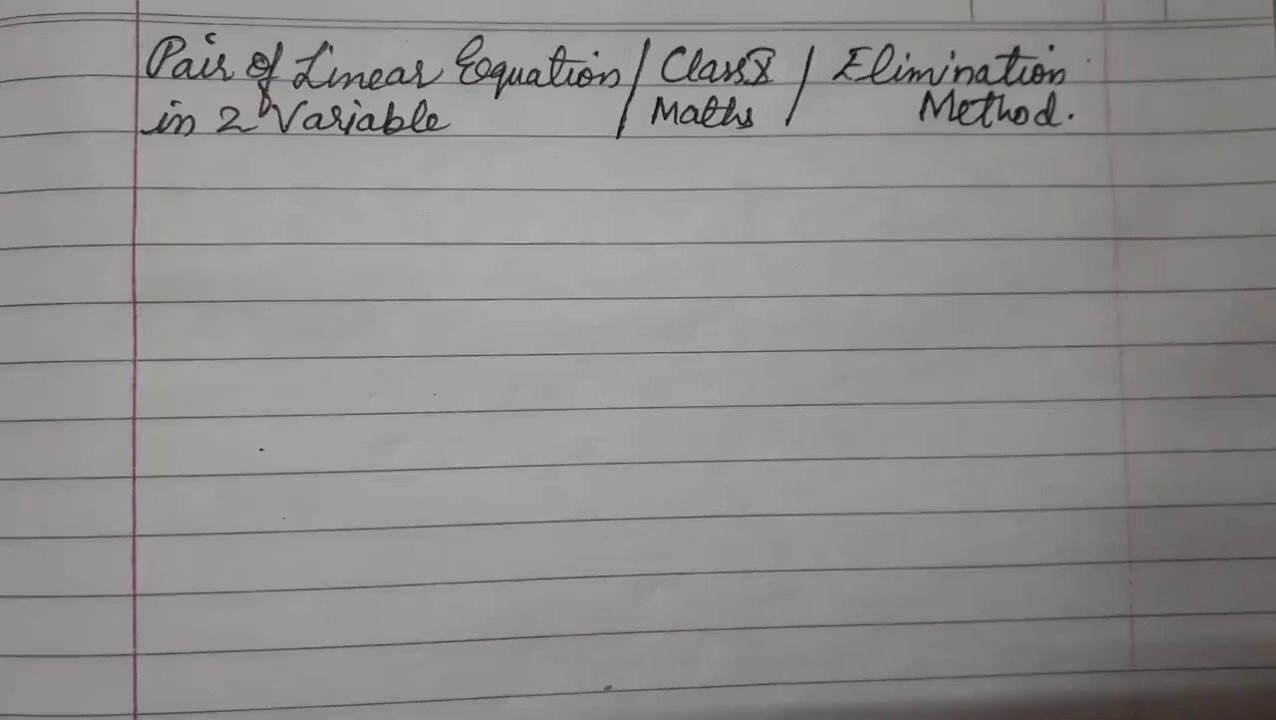 Pair of Linear Equation / Class X / Elimination
in 2 Variable / Maths / Method.